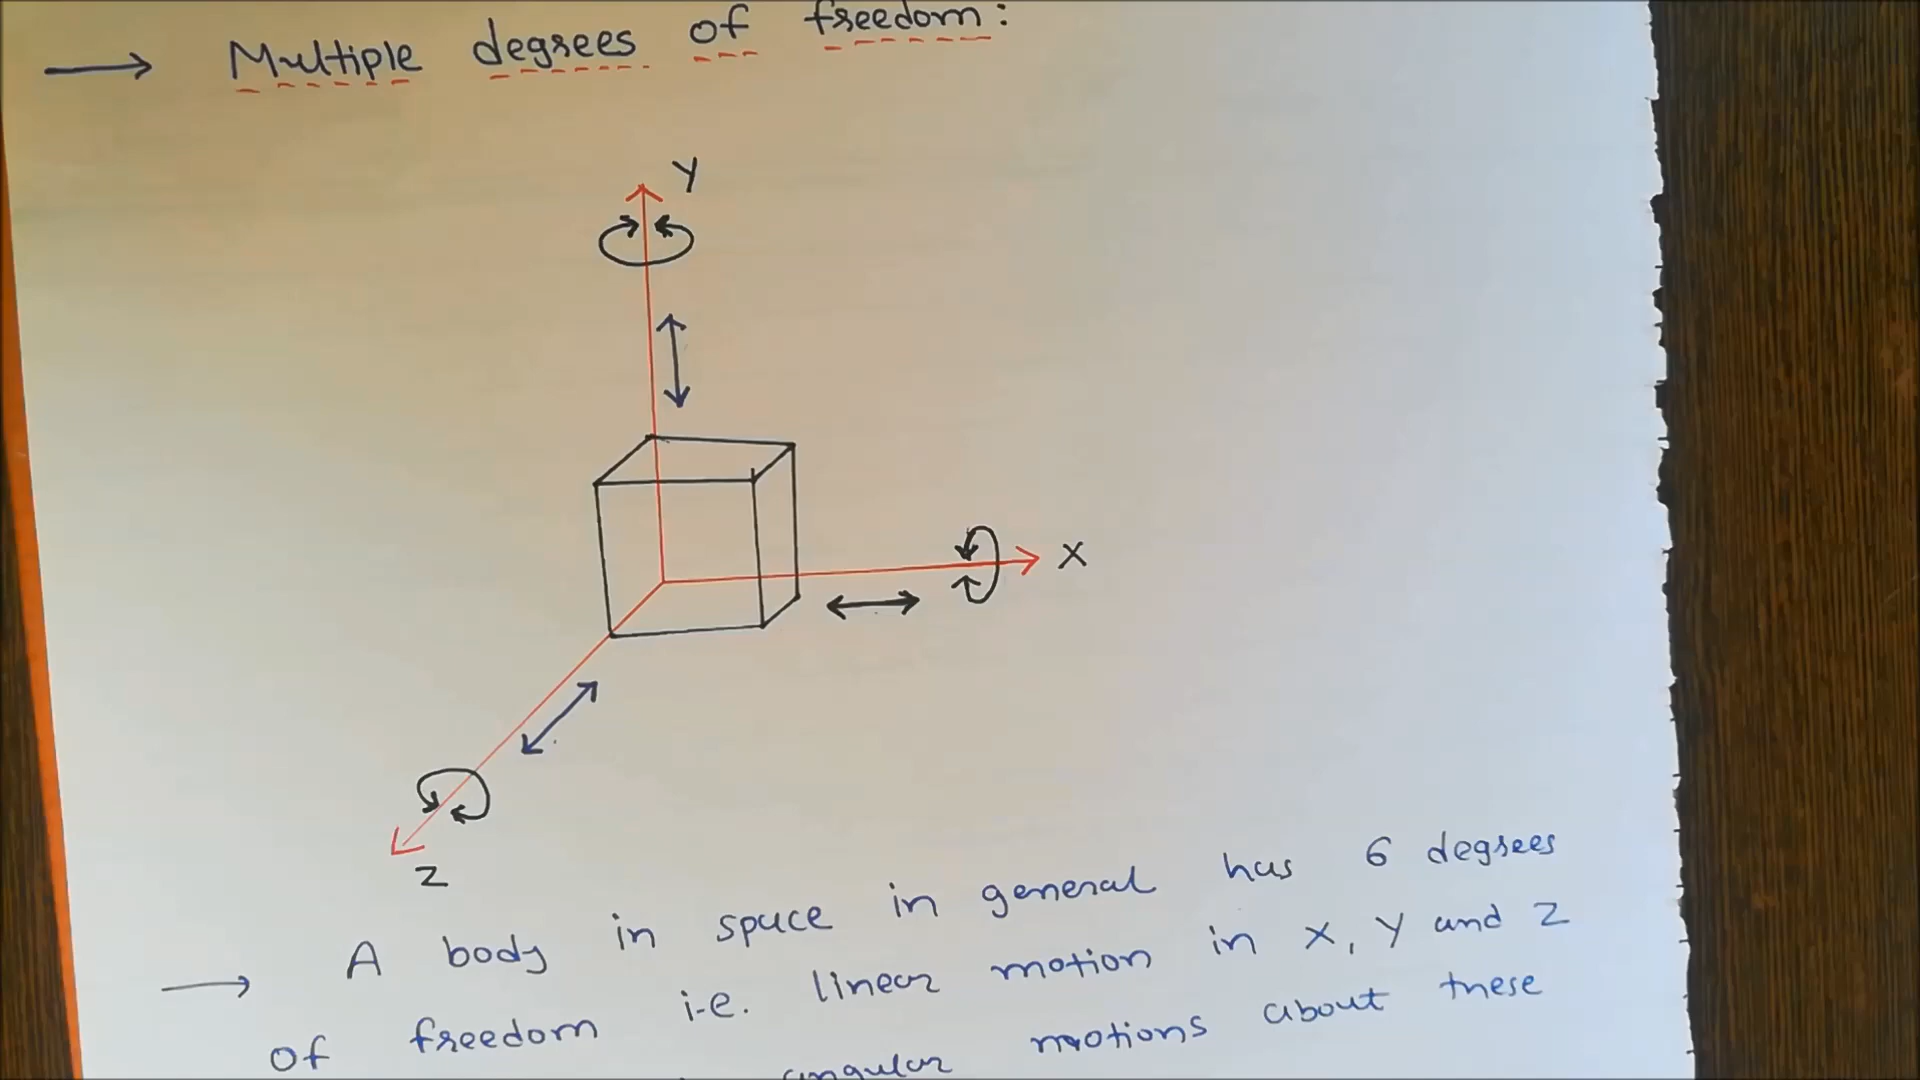 Multiple degrees of freedom:
Y
X
Z
A body in space in general has 6 degrees
of freedom i.e. linear motion in X, Y and Z
angular motions about these